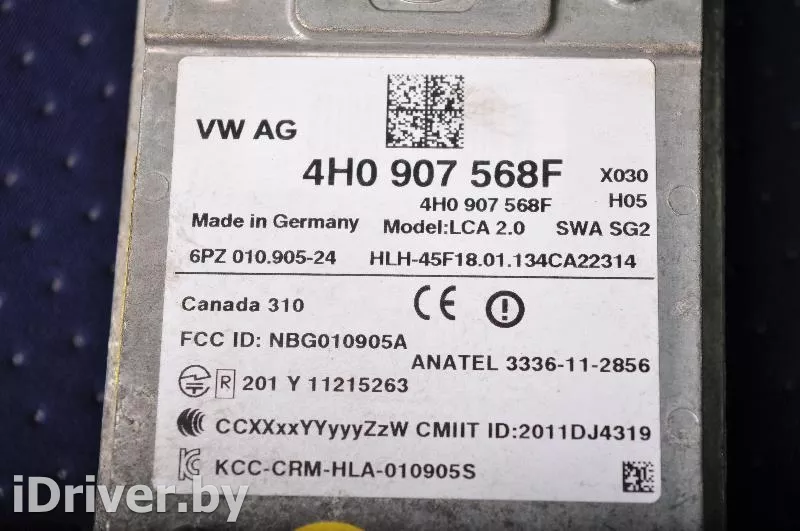 VW AG
4H0 907 568F X030
4H0 907 568F H05
Made in Germany Model:LCA 2.0 SWA SG2
6PZ 010.905-24 HLH-45F18.01.134CA22314
Canada 310 CE
FCC ID: NBG010905A
ANATEL 3336-11-2856
R 201 Y 11215263
CCXXxxYYyyyZzW CMIIT ID:2011DJ4319
KCC-CRM-HLA-010905S
iDriver.by